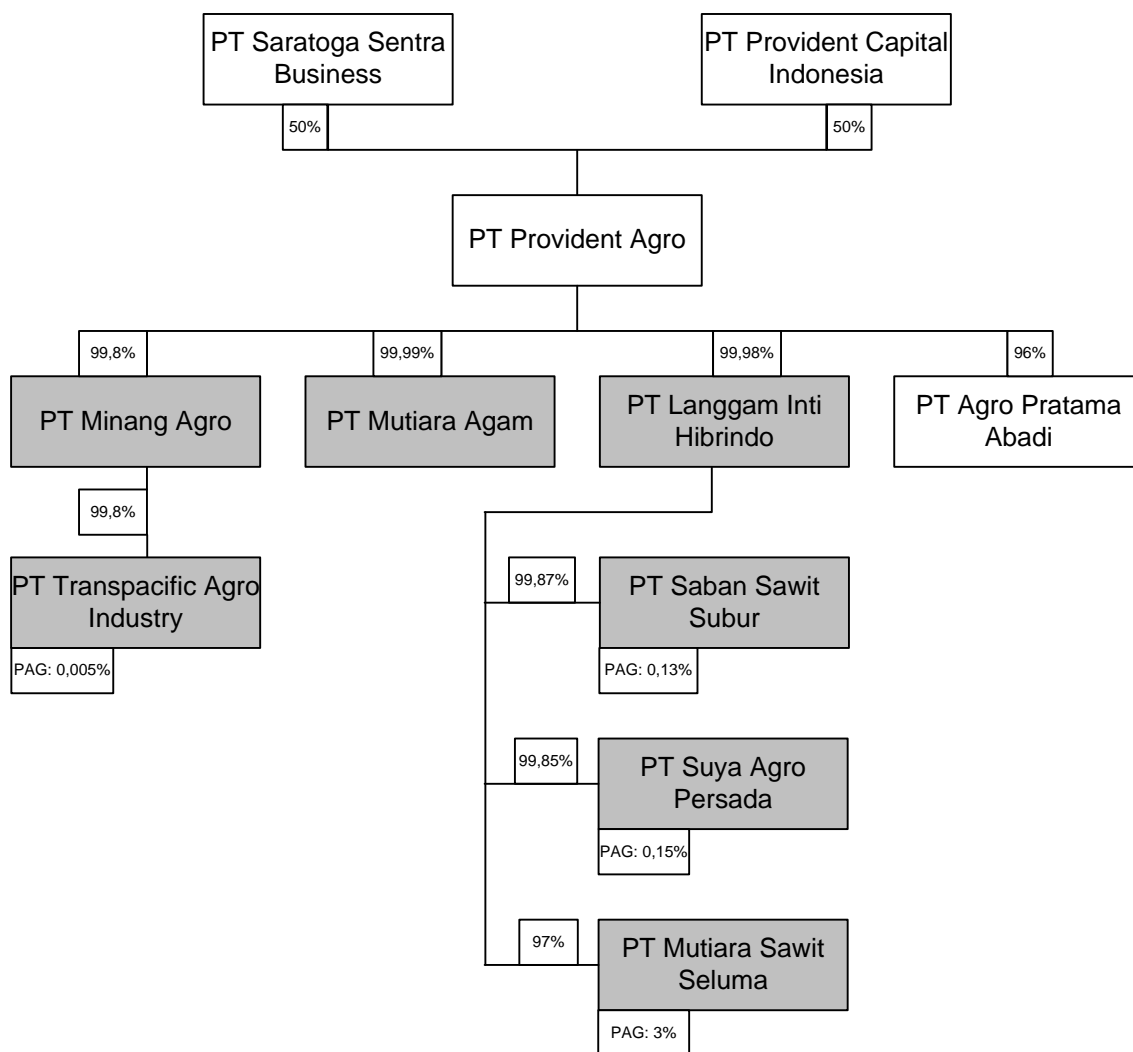 PT Saratoga Sentra
Business
PT Provident Capital
Indonesia
50%
50%
PT Provident Agro
99,8%
99,99%
99,98%
96%
PT Minang Agro
PT Mutiara Agam
PT Langgam Inti
Hibrindo
PT Agro Pratama
Abadi
99,8%
PT Transpacific Agro
Industry
PAG: 0,005%
99,87%
PT Saban Sawit
Subur
PAG: 0,13%
99,85%
PT Suya Agro
Persada
PAG: 0,15%
97%
PT Mutiara Sawit
Seluma
PAG: 3%